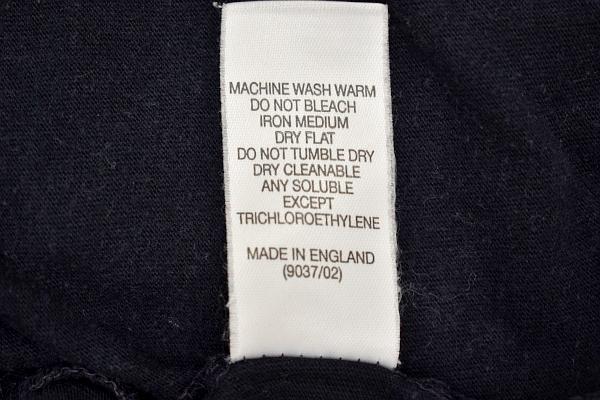 MACHINE WASH WARM
DO NOT BLEACH
IRON MEDIUM
DRY FLAT
DO NOT TUMBLE DRY
DRY CLEANABLE
ANY SOLUBLE
EXCEPT
TRICHLOROETHYLENE
MADE IN ENGLAND
(9037/02)